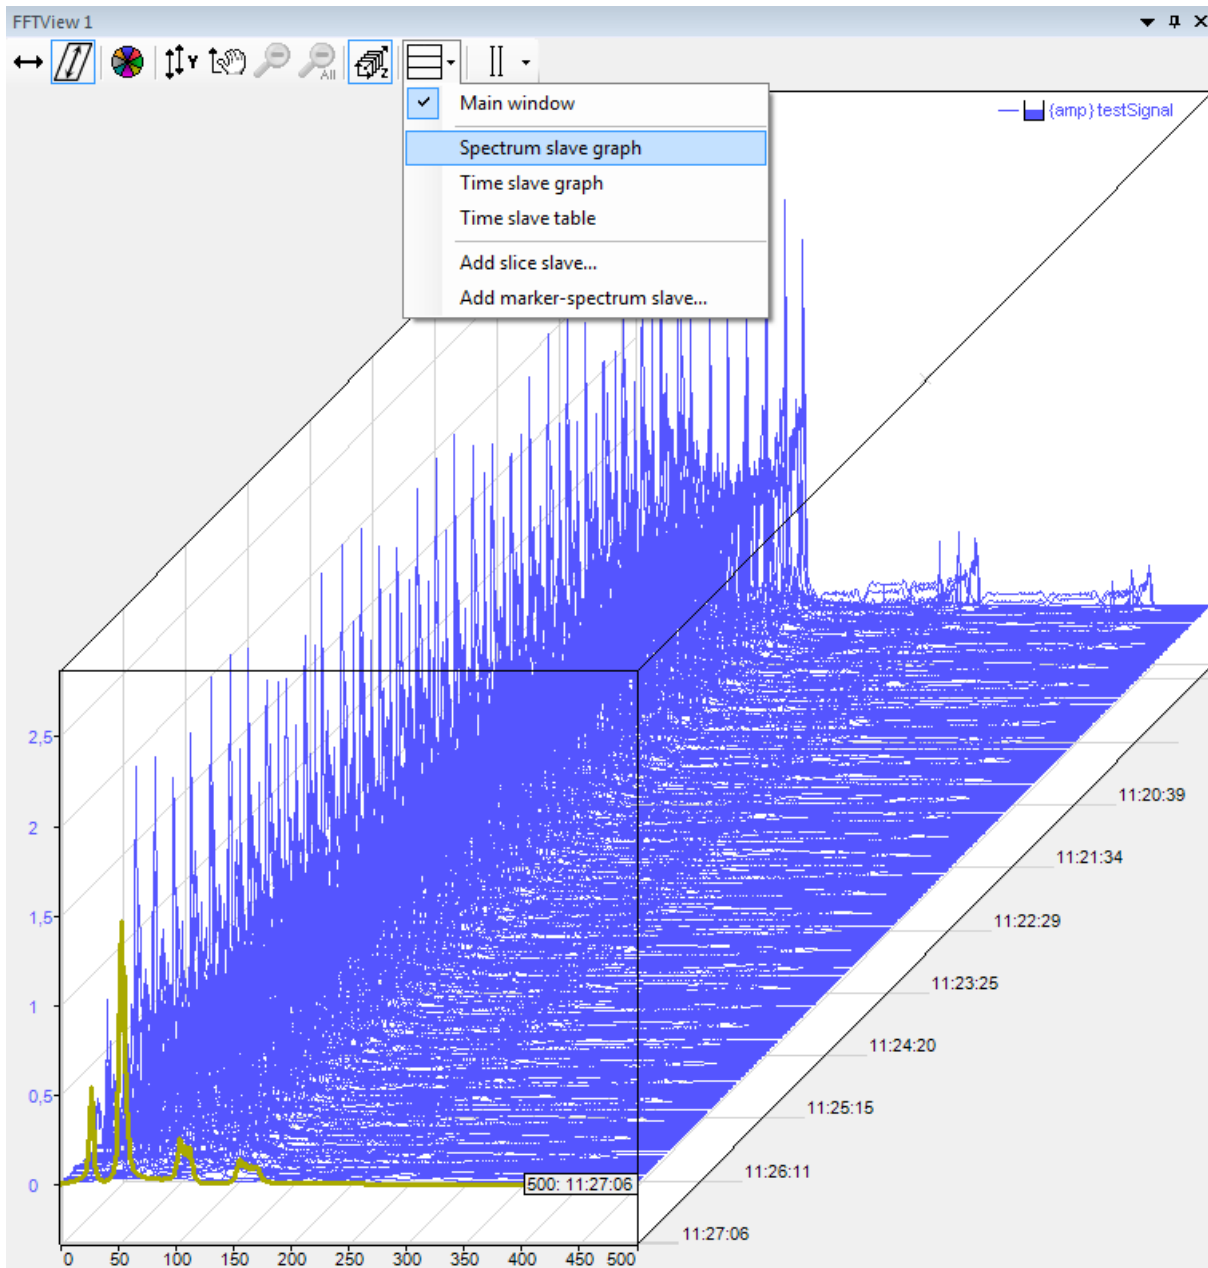 FFTView 1
Y
All
z
Main window
{amp} testSignal
Spectrum slave graph
Time slave graph
Time slave table
Add slice slave...
Add marker-spectrum slave...
2,5
2
1,5
1
0,5
0
11:20:39
11:21:34
11:22:29
11:23:25
11:24:20
11:25:15
11:26:11
11:27:06
500: 11:27:06
0 50 100 150 200 250 300 350 400 450 500